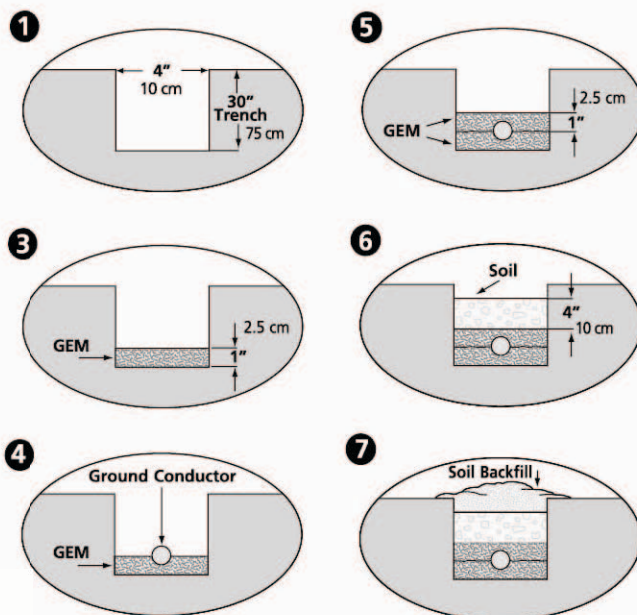 1
4"
10 cm
30"
Trench
75 cm
3
GEM
2.5 cm
1"
4
Ground Conductor
GEM
5
2.5 cm
1"
GEM
6
Soil
4"
10 cm
7
Soil Backfill